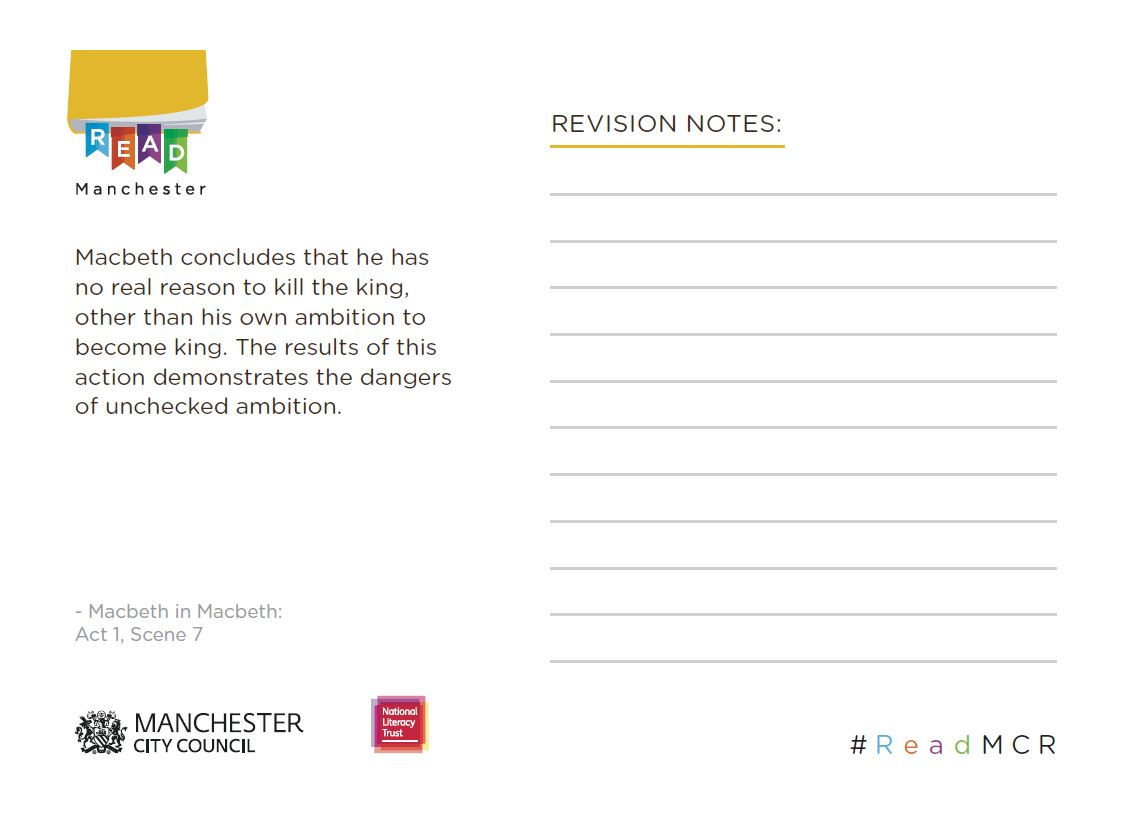 READ
Manchester
Macbeth concludes that he has
no real reason to kill the king,
other than his own ambition to
become king. The results of this
action demonstrates the dangers
of unchecked ambition.
- Macbeth in Macbeth:
Act 1, Scene 7
MANCHESTER
CITY COUNCIL
National
Literacy
Trust
REVISION NOTES:
#ReadMCR